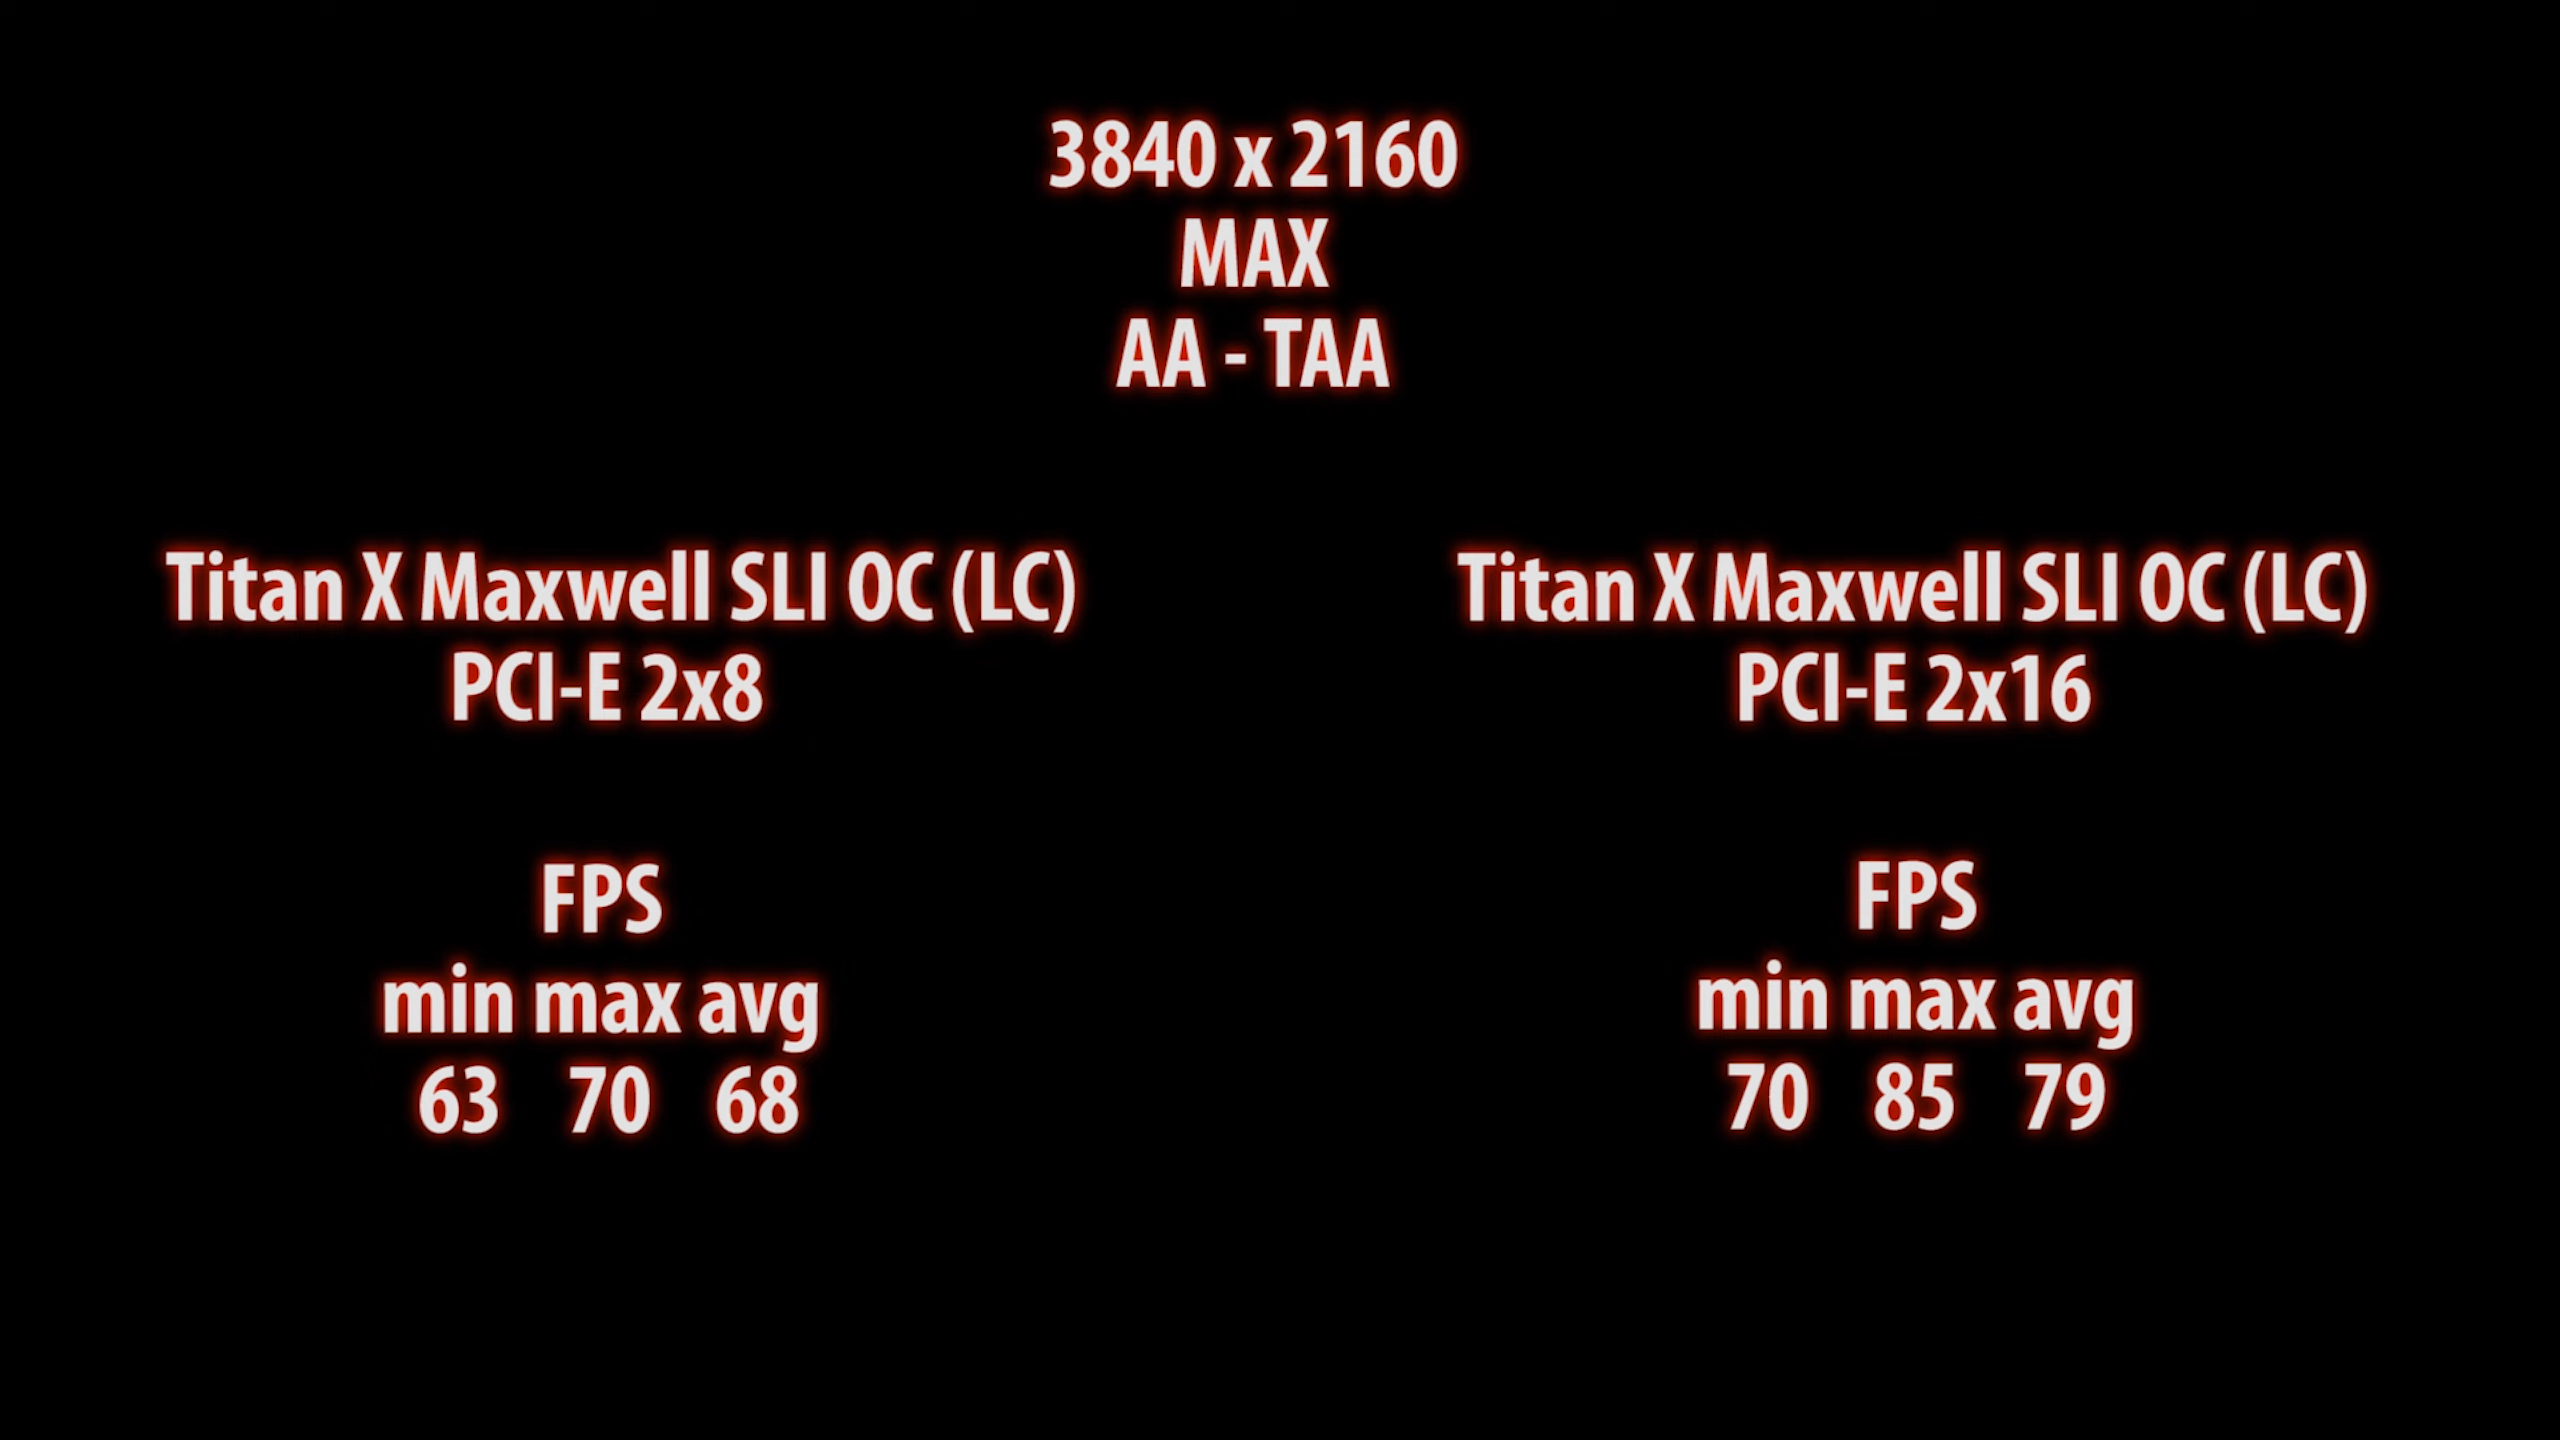 3840 x 2160
MAX
AA - TAA
Titan X Maxwell SLI OC (LC)
PCI-E 2x8
FPS
min max avg
63 70 68
Titan X Maxwell SLI OC (LC)
PCI-E 2x16
FPS
min max avg
70 85 79